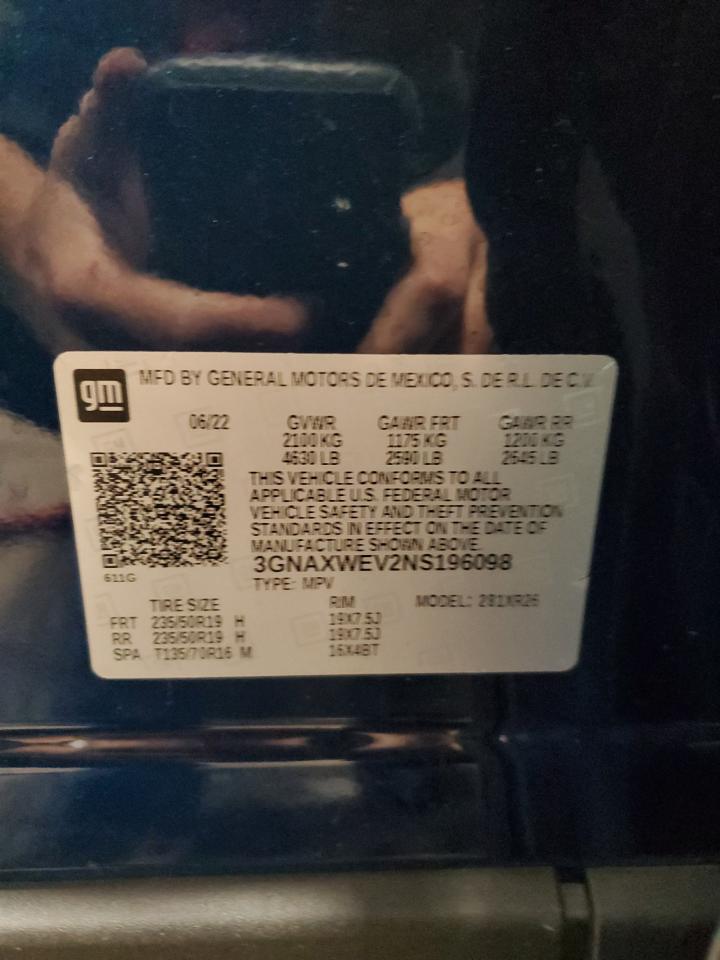 gm MFD BY GENERAL MOTORS DE MEXICO, S. DE R.L. DE C.V.
06/22 GVWR GAWR FRT GAWR RR
2100 KG 1175 KG 1200 KG
4630 LB 2590 LB 2645 LB
THIS VEHICLE CONFORMS TO ALL
APPLICABLE U.S. FEDERAL MOTOR
VEHICLE SAFETY AND THEFT PREVENTION
STANDARDS IN EFFECT ON THE DATE OF
MANUFACTURE SHOWN ABOVE.
3GNAXWEV2NS196098
611G
TYPE: MPV
TIRE SIZE RIM MODEL: 281XR26
FRT 235/50R19 H 19X7.5J
RR 235/50R19 H 19X7.5J
SPA T135/70R16 M 16X4BT